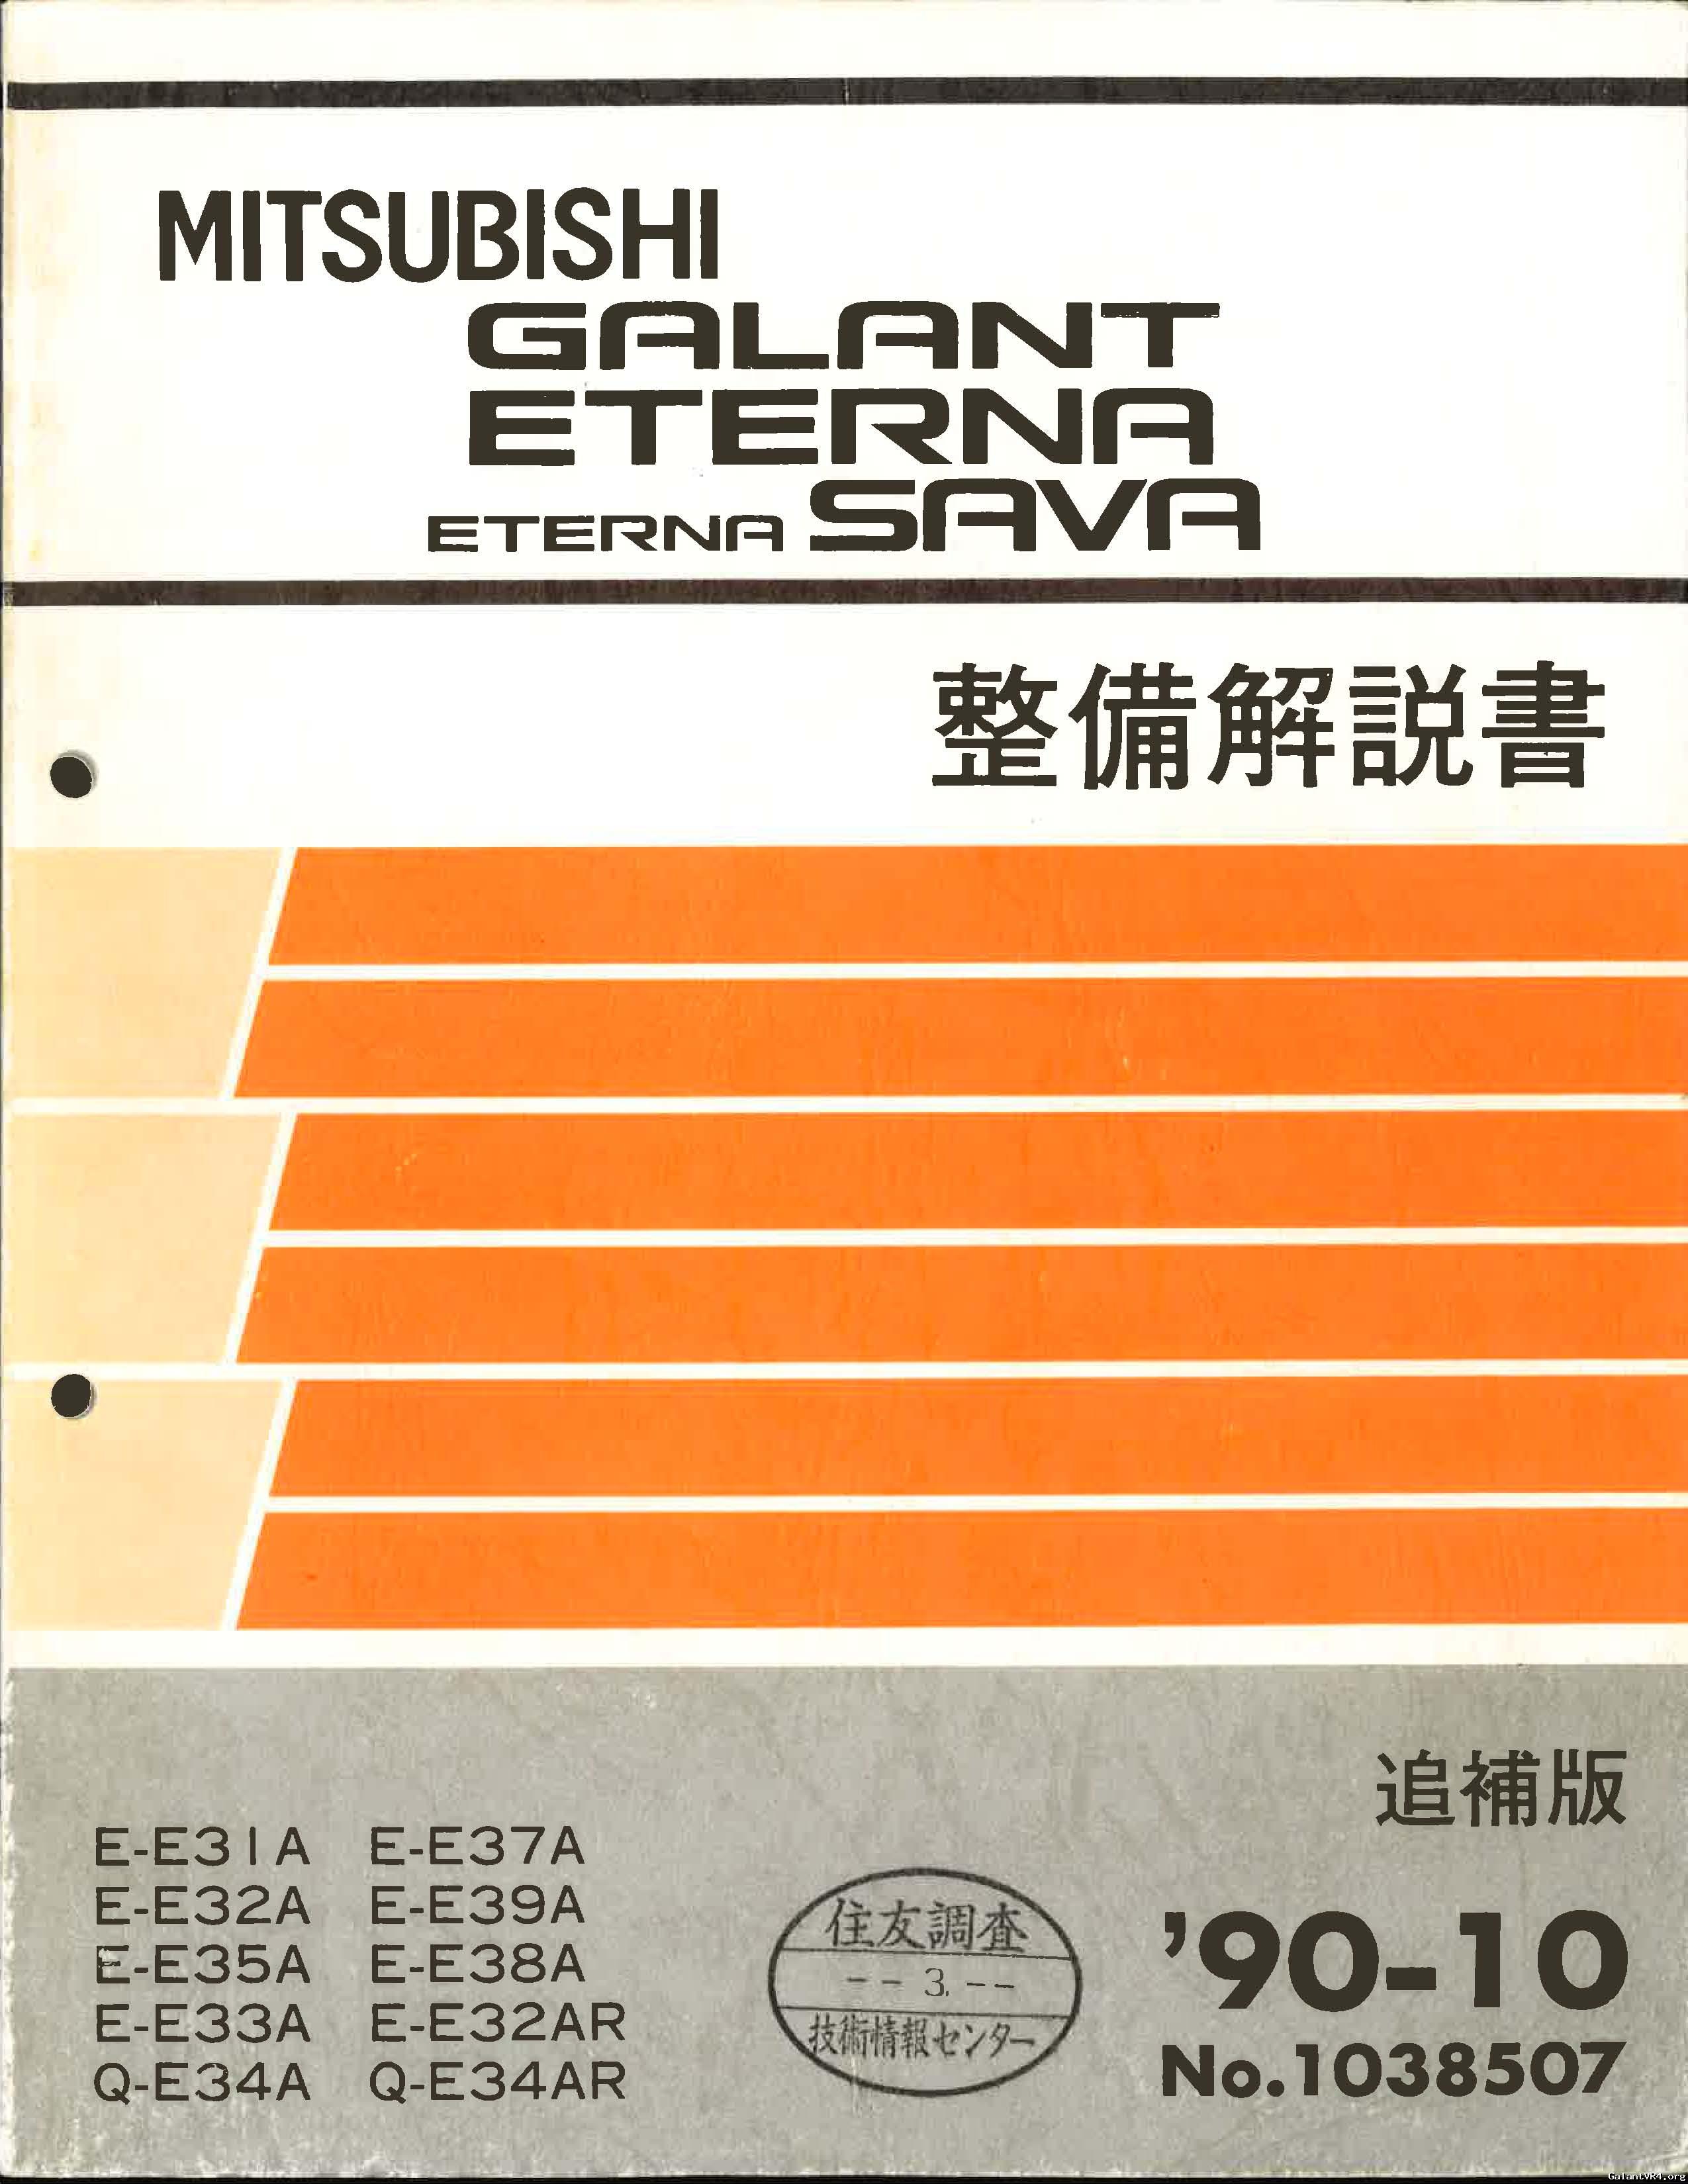 MITSUBISHI
GALANT
ETERNA
ETERNA SAVA
整備解説書
追補版
E-E31A E-E37A
E-E32A E-E39A
E-E35A E-E38A
E-E33A E-E32AR
Q-E34A Q-E34AR
住友調査
-- 3. --
技術情報センター
'90-10
No.1038507
GalantVR4.org